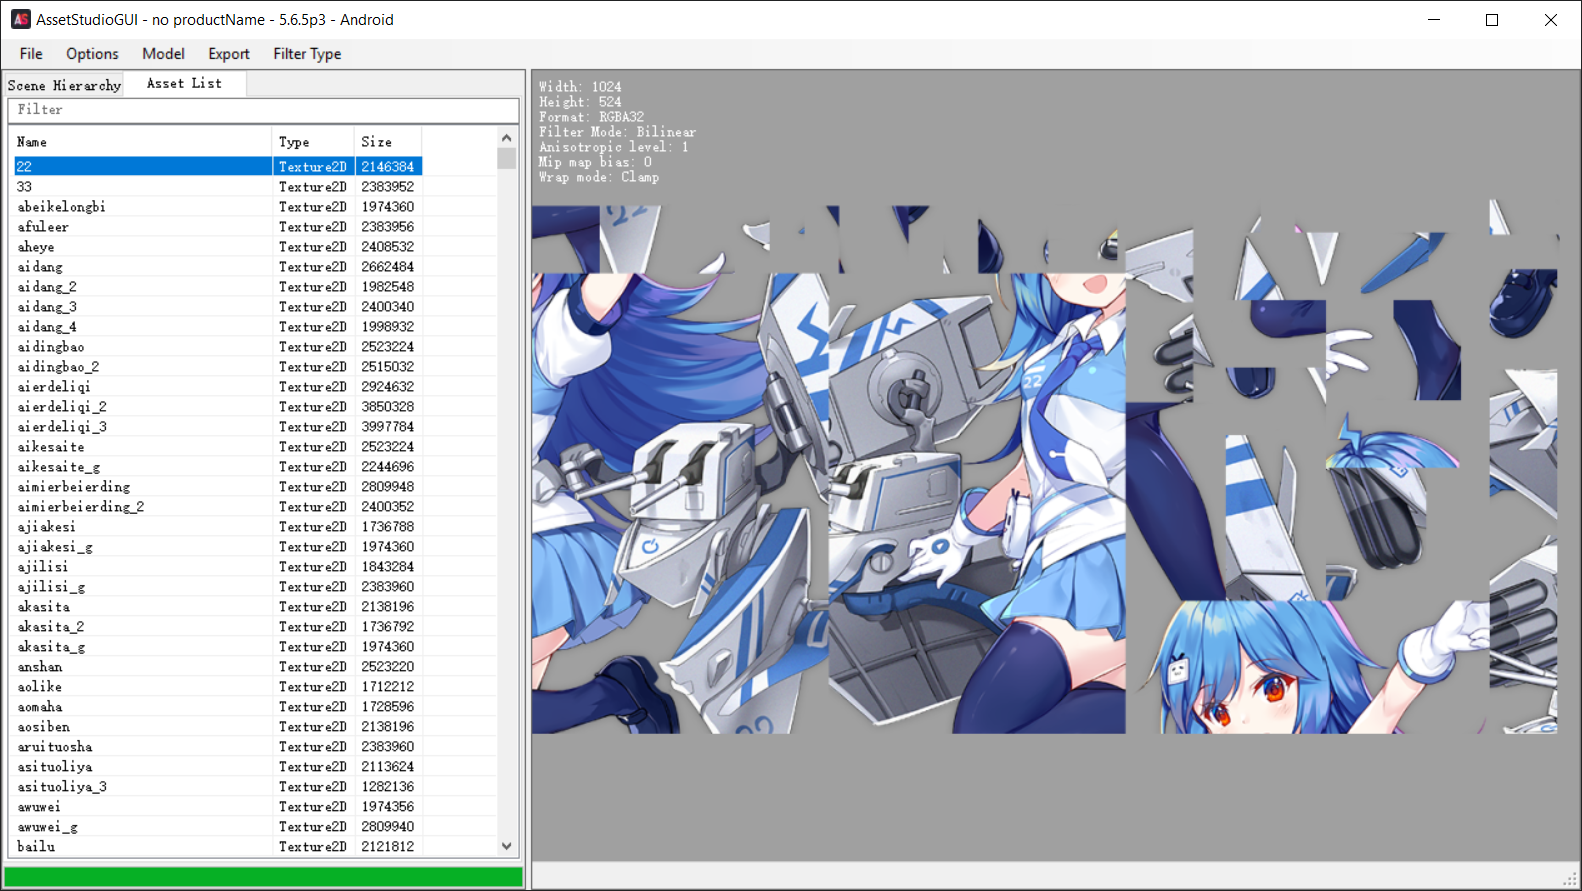 AssetStudioGUI - no productName - 5.6.5p3 - Android
File Options Model Export Filter Type
Scene Hierarchy Asset List
Filter
Name Type Size
22 Texture2D 2146384
33 Texture2D 2383952
abeikelongbi Texture2D 1974360
afuleer Texture2D 2383956
aheye Texture2D 2408532
aidang Texture2D 2662484
aidang_2 Texture2D 1982548
aidang_3 Texture2D 2400340
aidang_4 Texture2D 1998932
aidingbao Texture2D 2523224
aidingbao_2 Texture2D 2515032
aierdeliqi Texture2D 2924632
aierdeliqi_2 Texture2D 3850328
aierdeliqi_3 Texture2D 3997784
aikesaite Texture2D 2523224
aikesaite_g Texture2D 2244696
aimierbeierding Texture2D 2809948
aimierbeierding_2 Texture2D 2400352
ajiakesi Texture2D 1736788
ajiakesi_g Texture2D 1974360
ajilisi Texture2D 1843284
ajilisi_g Texture2D 2383960
akasita Texture2D 2138196
akasita_2 Texture2D 1736792
akasita_g Texture2D 1974360
anshan Texture2D 2523220
aolike Texture2D 1712212
aomaha Texture2D 1728596
aosiben Texture2D 2138196
aruituosha Texture2D 2383960
asituoliya Texture2D 2113624
asituoliya_3 Texture2D 1282136
awuwei Texture2D 1974356
awuwei_g Texture2D 2809940
bailu Texture2D 2121812
Width: 1024
Height: 524
Format: RGBA32
Filter Mode: Bilinear
Anisotropic level: 1
Mip map bias: 0
Wrap mode: Clamp
22
22
22